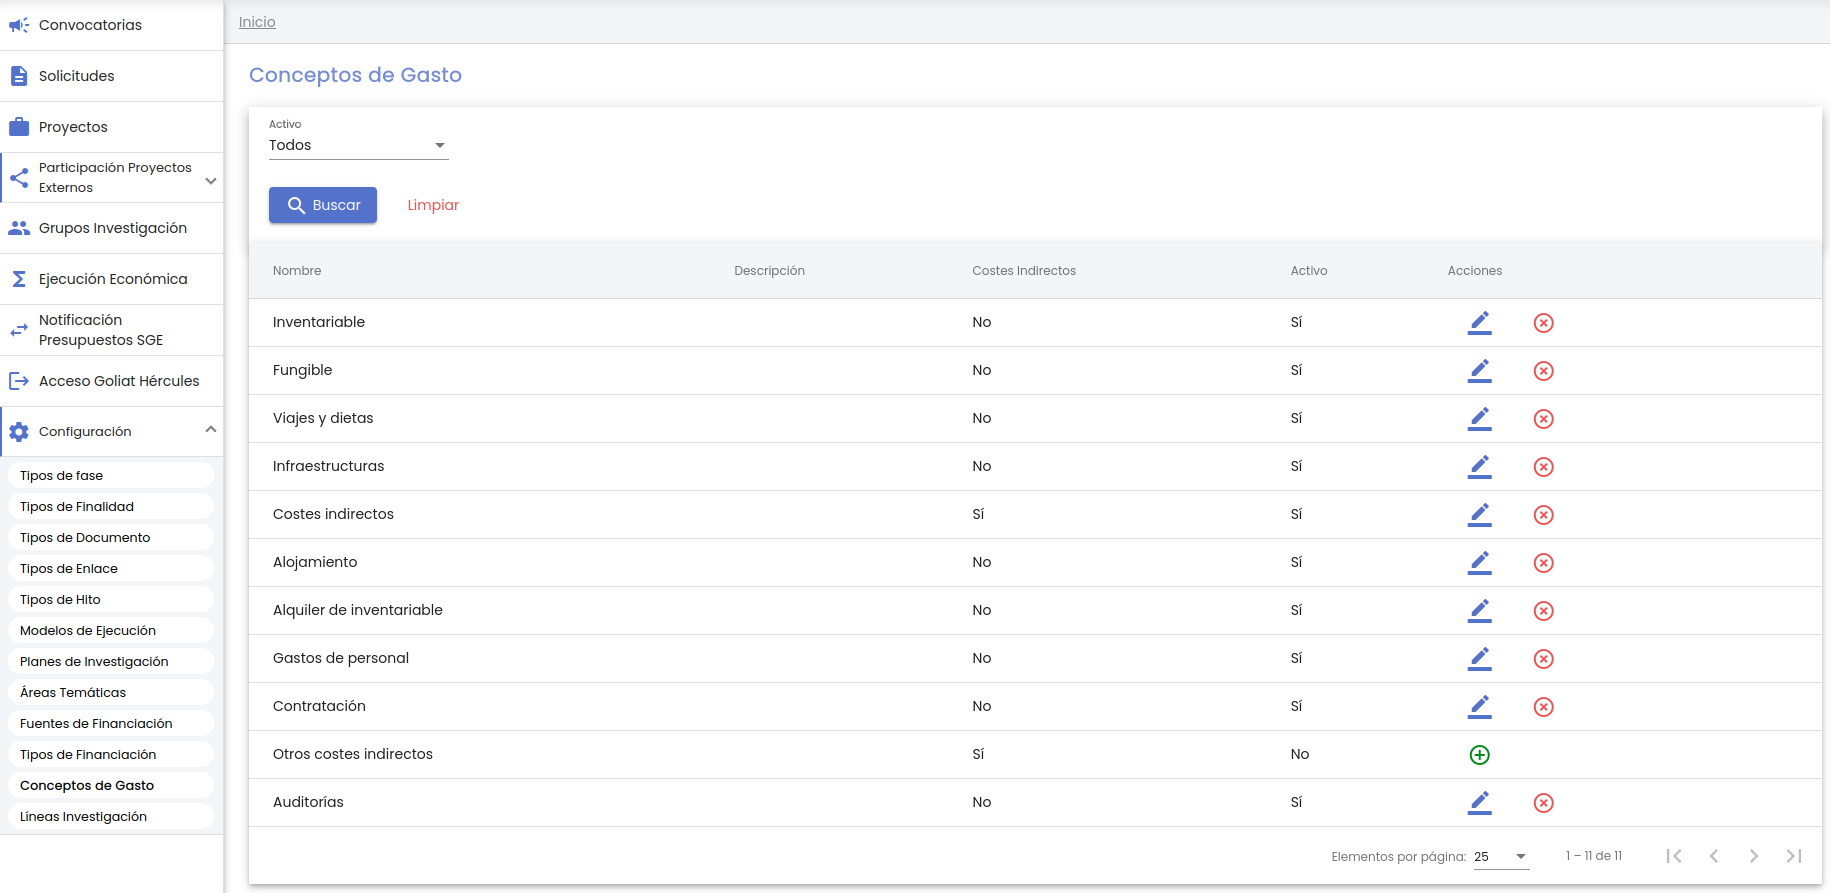 Convocatorias
Solicitudes
Proyectos
Participación Proyectos
Externos
Grupos Investigación
Ejecución Económica
Notificación
Presupuestos SGE
Acceso Goliat Hércules
Configuración
Tipos de fase
Tipos de Finalidad
Tipos de Documento
Tipos de Enlace
Tipos de Hito
Modelos de Ejecución
Planes de Investigación
Áreas Temáticas
Fuentes de Financiación
Tipos de Financiación
Conceptos de Gasto
Líneas Investigación
Inicio
Conceptos de Gasto
Activo
Todos
Buscar Limpiar
Nombre Descripción Costes Indirectos Activo Acciones
Inventariable No Sí
Fungible No Sí
Viajes y dietas No Sí
Infraestructuras No Sí
Costes indirectos Sí Sí
Alojamiento No Sí
Alquiler de inventariable No Sí
Gastos de personal No Sí
Contratación No Sí
Otros costes indirectos Sí No
Auditorías No Sí
Elementos por página: 25 1 – 11 de 11